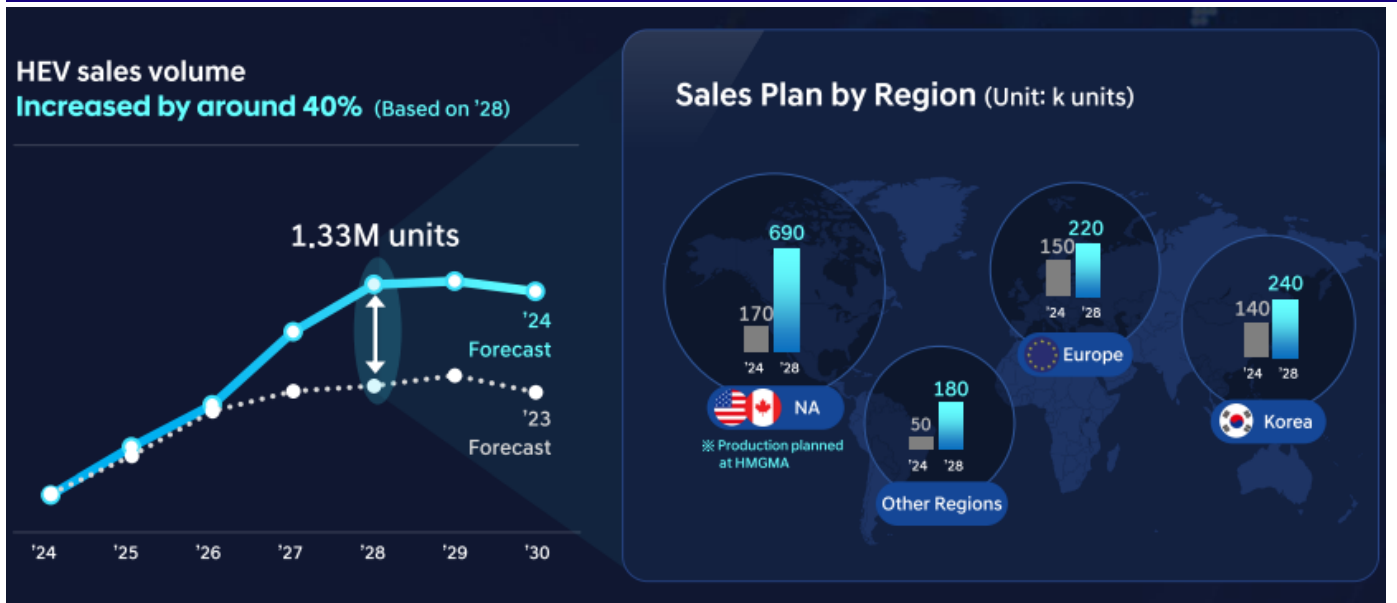 HEV sales volume
Increased by around 40% (Based on ’28)
1.33M units
’24
Forecast
’23
Forecast
’24 ’25 ’26 ’27 ’28 ’29 ’30
Sales Plan by Region (Unit: k units)
170 690
’24 ’28
NA
※ Production planned
at HMGMA
50 180
’24 ’28
Other Regions
150 220
’24 ’28
Europe
140 240
’24 ’28
Korea